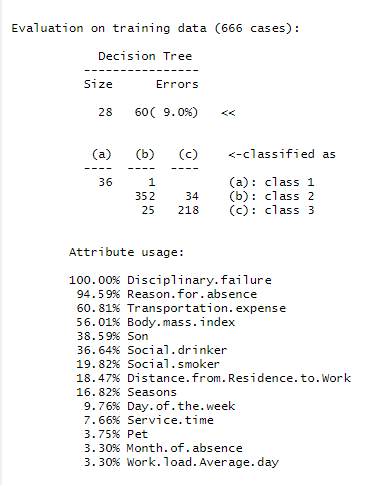 Evaluation on training data (666 cases):
Decision Tree
----------------
Size Errors
28 60( 9.0%) <<
(a) (b) (c) <-classified as
---- ---- ----
36 1 (a): class 1
352 34 (b): class 2
25 218 (c): class 3
Attribute usage:
100.00% Disciplinary.failure
94.59% Reason.for.absence
60.81% Transportation.expense
56.01% Body.mass.index
38.59% Son
36.64% Social.drinker
19.82% Social.smoker
18.47% Distance.from.Residence.to.Work
16.82% Seasons
9.76% Day.of.the.week
7.66% Service.time
3.75% Pet
3.30% Month.of.absence
3.30% Work.load.Average.day